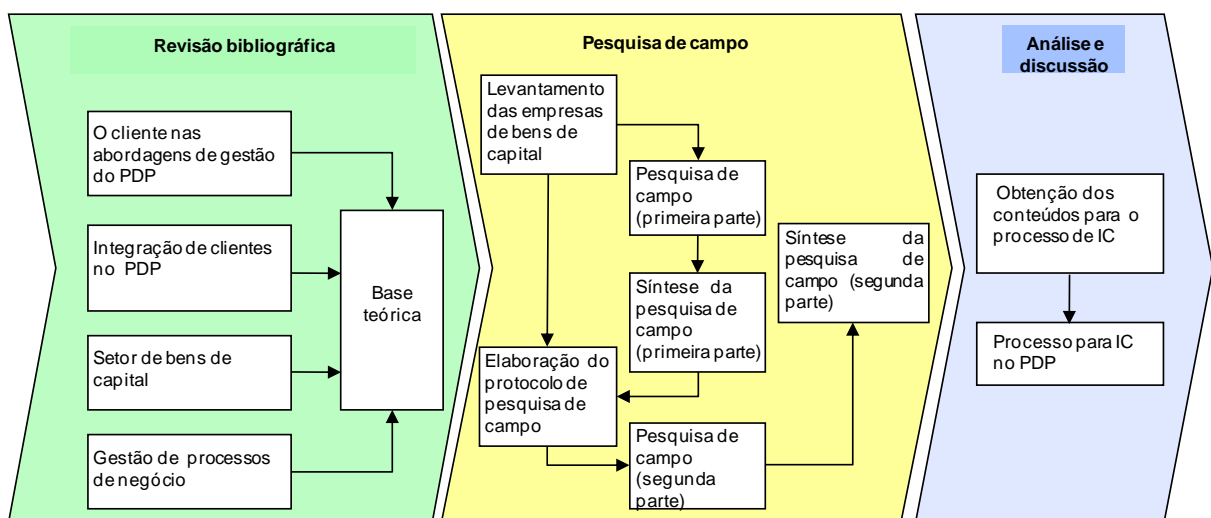 Revisão bibliográfica
O cliente nas
abordagens de gestão
do PDP
Integração de clientes
no PDP
Setor de bens de
capital
Gestão de processos
de negócio
Base
teórica
Pesquisa de campo
Levantamento
das empresas
de bens de
capital
Pesquisa de
campo
(primeira parte)
Síntese da
pesquisa de
campo
(primeira parte)
Elaboração do
protocolo de
pesquisa de
campo
Pesquisa de
campo
(segunda
parte)
Síntese da
pesquisa de
campo (segunda
parte)
Análise e
discussão
Obtenção dos
conteúdos para o
processo de IC
Processo para IC
no PDP